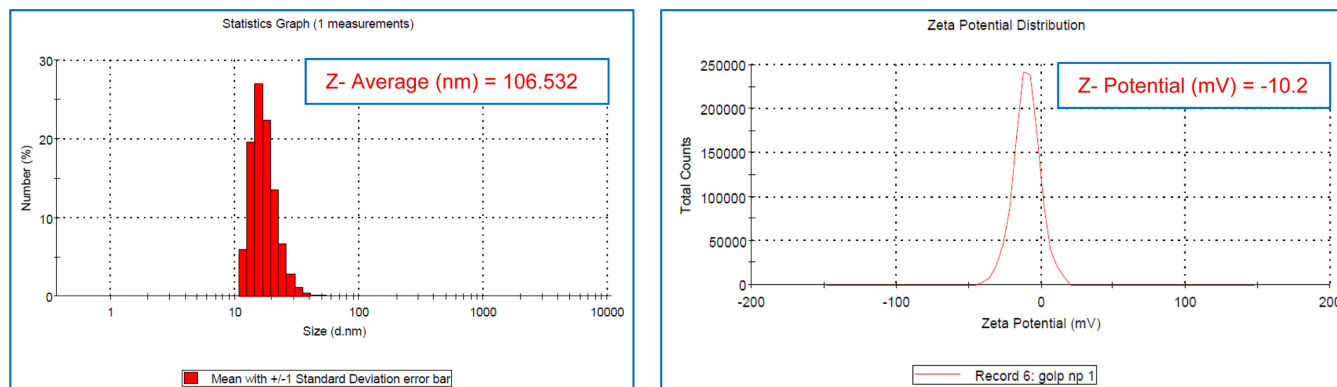 Statistics Graph (1 measurements)
Z- Average (nm) = 106.532
30
20
10
0
Number (%)
1 10 100 1000 10000
Size (d.nm)
Mean with +/-1 Standard Deviation error bar
Zeta Potential Distribution
Z- Potential (mV) = -10.2
250000
200000
150000
100000
50000
0
Total Counts
-200 -100 0 100 200
Zeta Potential (mV)
Record 6: golp np 1